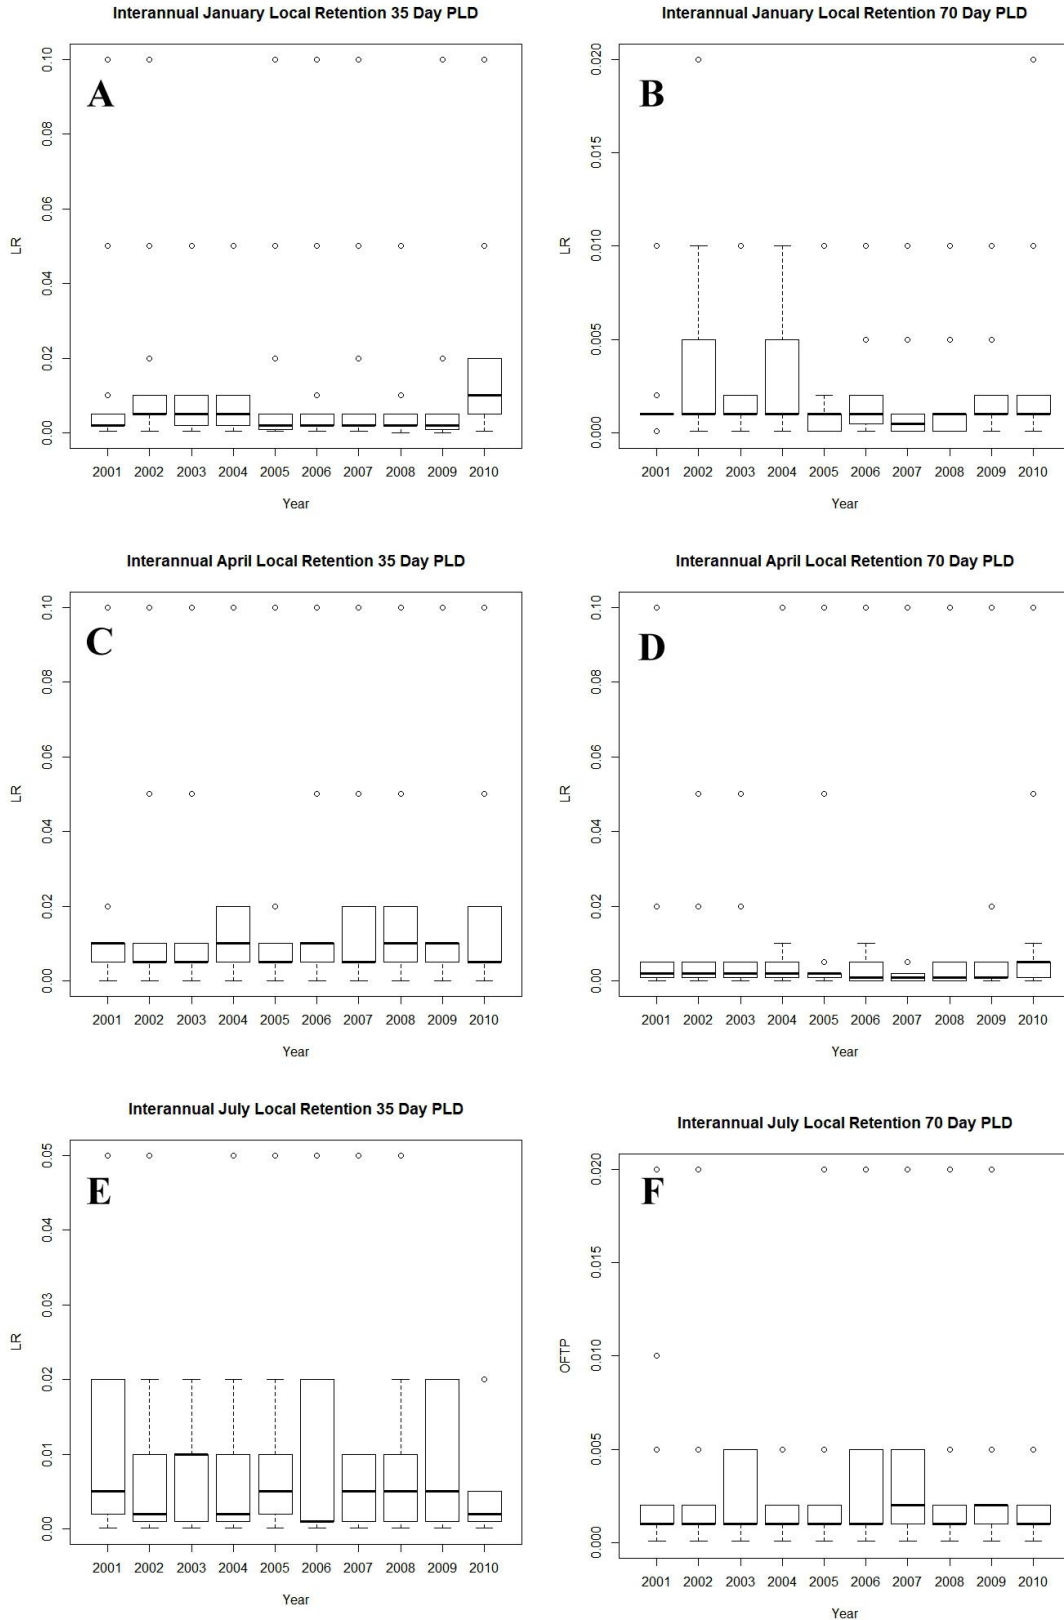 Interannual January Local Retention 35 Day PLD
A
LR
0.10
0.08
0.06
0.04
0.02
0.00
2001 2002 2003 2004 2005 2006 2007 2008 2009 2010
Year
Interannual January Local Retention 70 Day PLD
B
LR
0.020
0.015
0.010
0.005
0.000
2001 2002 2003 2004 2005 2006 2007 2008 2009 2010
Year
Interannual April Local Retention 35 Day PLD
C
LR
0.10
0.08
0.06
0.04
0.02
0.00
2001 2002 2003 2004 2005 2006 2007 2008 2009 2010
Year
Interannual April Local Retention 70 Day PLD
D
LR
0.10
0.08
0.06
0.04
0.02
0.00
2001 2002 2003 2004 2005 2006 2007 2008 2009 2010
Year
Interannual July Local Retention 35 Day PLD
E
LR
0.05
0.04
0.03
0.02
0.01
0.00
2001 2002 2003 2004 2005 2006 2007 2008 2009 2010
Year
Interannual July Local Retention 70 Day PLD
F
OFTP
0.020
0.015
0.010
0.005
0.000
2001 2002 2003 2004 2005 2006 2007 2008 2009 2010
Year